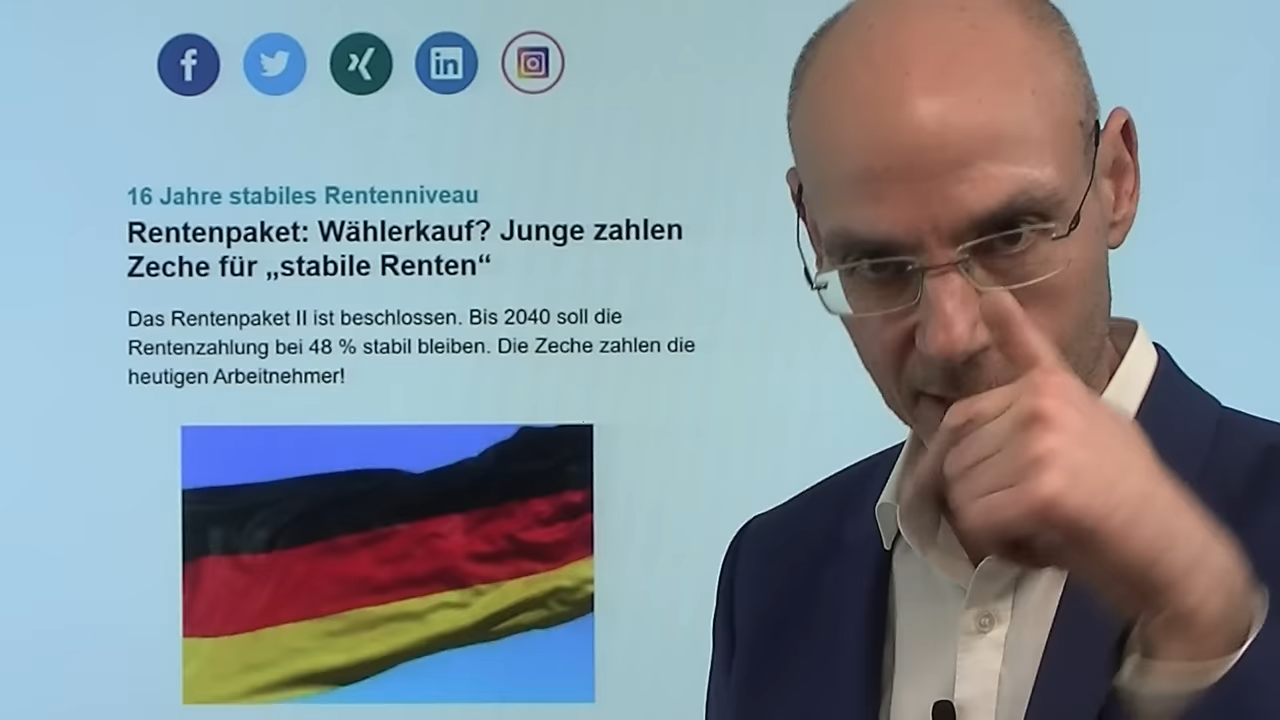 16 Jahre stabiles Rentenniveau
Rentenpaket: Wählerkauf? Junge zahlen
Zeche für „stabile Renten“
Das Rentenpaket II ist beschlossen. Bis 2040 soll die
Rentenzahlung bei 48 % stabil bleiben. Die Zeche zahlen die
heutigen Arbeitnehmer!